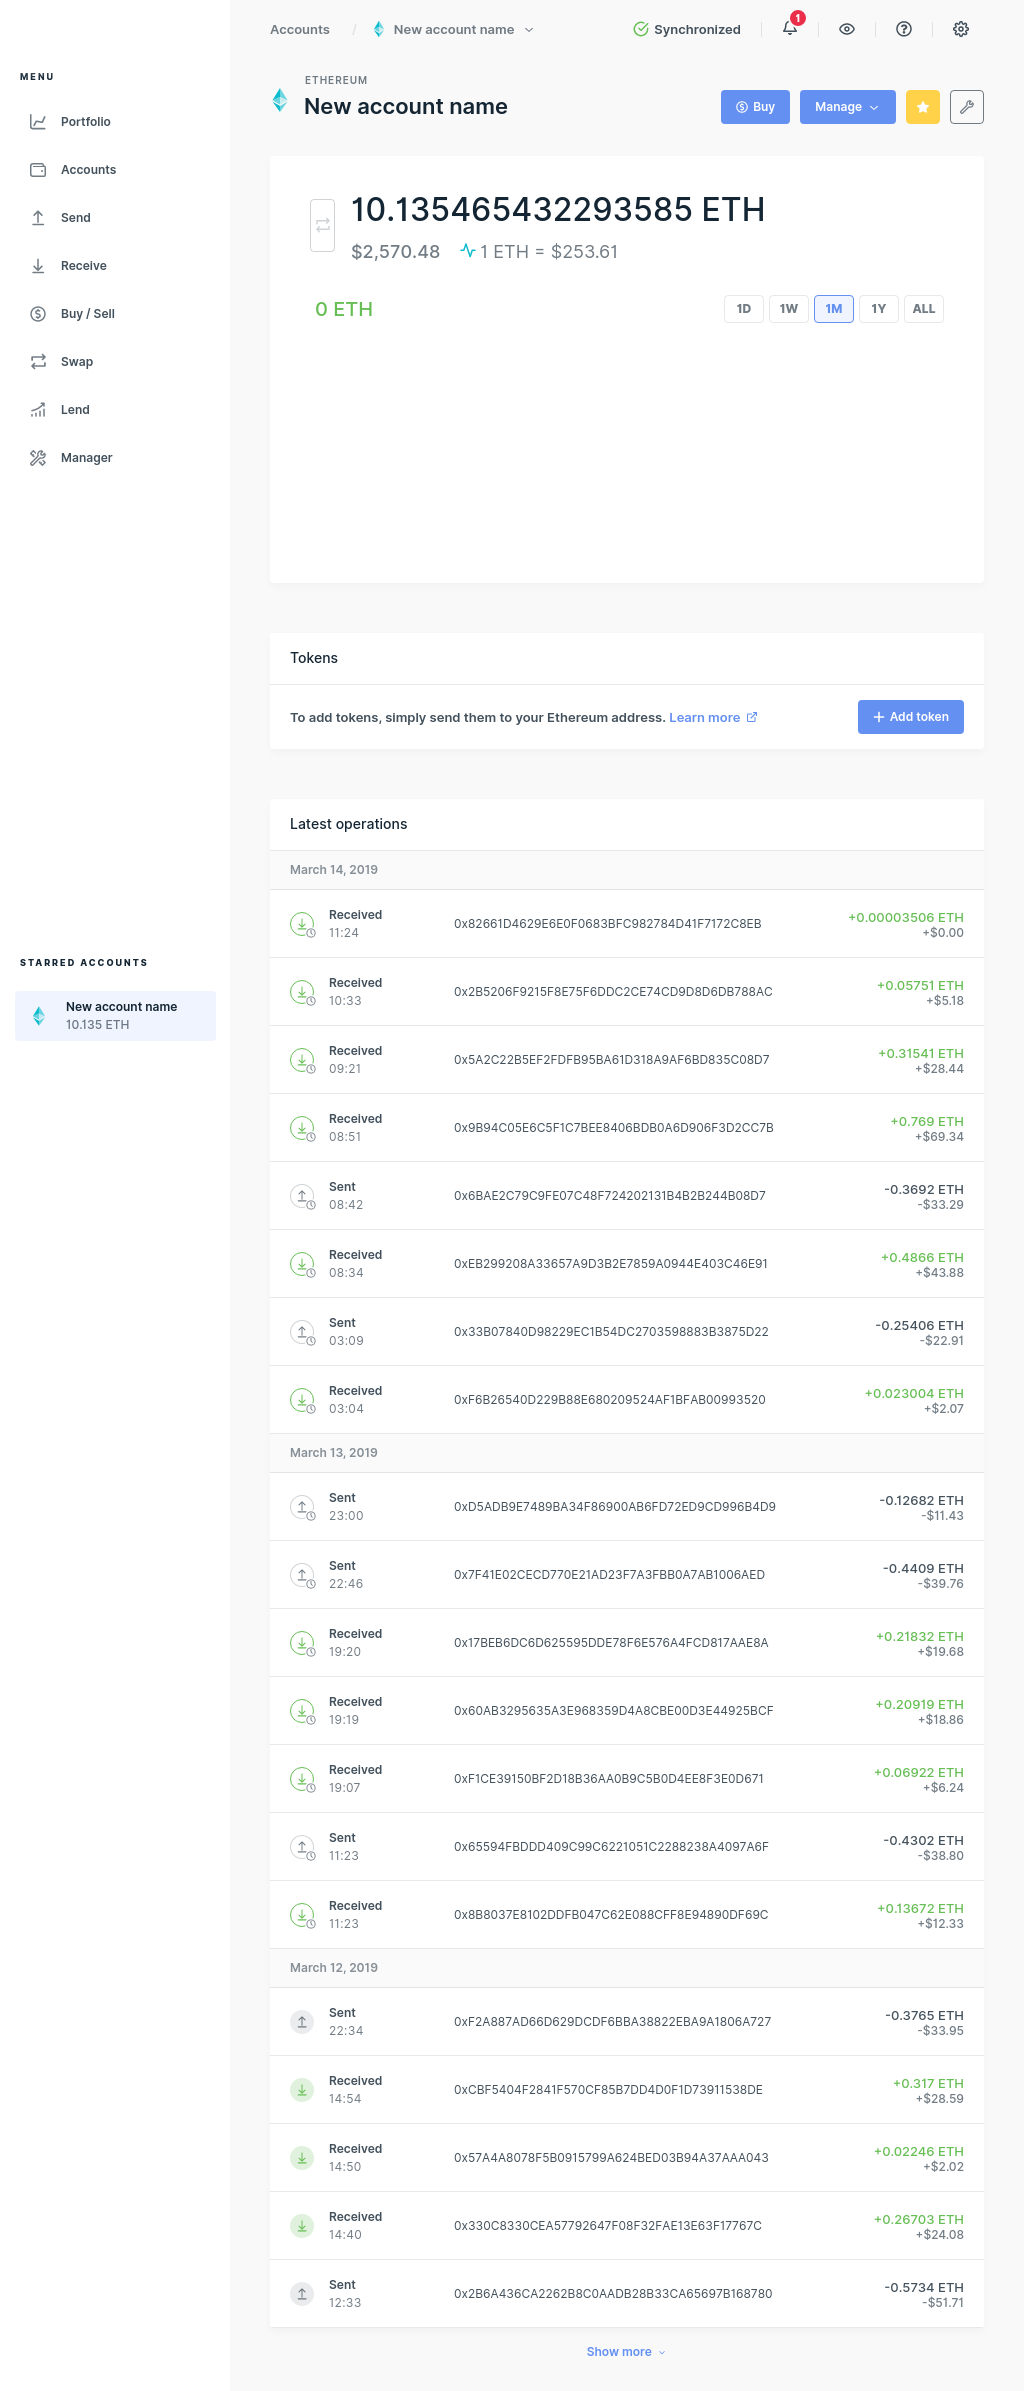 Accounts / New account name
Synchronized
1
MENU
Portfolio
Accounts
Send
Receive
Buy / Sell
Swap
Lend
Manager
STARRED ACCOUNTS
New account name
10.135 ETH
ETHEREUM
New account name
Buy
Manage
10.135465432293585 ETH
$2,570.48
1 ETH = $253.61
0 ETH
1D
1W
1M
1Y
ALL
Tokens
To add tokens, simply send them to your Ethereum address. Learn more
Add token
Latest operations
March 14, 2019
Received
11:24
0x82661D4629E6E0F0683BFC982784D41F7172C8EB
+0.00003506 ETH
+$0.00
Received
10:33
0x2B5206F9215F8E75F6DDC2CE74CD9D8D6DB788AC
+0.05751 ETH
+$5.18
Received
09:21
0x5A2C22B5EF2FDFB95BA61D318A9AF6BD835C08D7
+0.31541 ETH
+$28.44
Received
08:51
0x9B94C05E6C5F1C7BEE8406BDB0A6D906F3D2CC7B
+0.769 ETH
+$69.34
Sent
08:42
0x6BAE2C79C9FE07C48F724202131B4B2B244B08D7
-0.3692 ETH
-$33.29
Received
08:34
0xEB299208A33657A9D3B2E7859A0944E403C46E91
+0.4866 ETH
+$43.88
Sent
03:09
0x33B07840D98229EC1B54DC2703598883B3875D22
-0.25406 ETH
-$22.91
Received
03:04
0xF6B26540D229B88E680209524AF1BFAB00993520
+0.023004 ETH
+$2.07
March 13, 2019
Sent
23:00
0xD5ADB9E7489BA34F86900AB6FD72ED9CD996B4D9
-0.12682 ETH
-$11.43
Sent
22:46
0x7F41E02CECD770E21AD23F7A3FBB0A7AB1006AED
-0.4409 ETH
-$39.76
Received
19:20
0x17BEB6DC6D625595DDE78F6E576A4FCD817AAE8A
+0.21832 ETH
+$19.68
Received
19:19
0x60AB3295635A3E968359D4A8CBE00D3E44925BCF
+0.20919 ETH
+$18.86
Received
19:07
0xF1CE39150BF2D18B36AA0B9C5B0D4EE8F3E0D671
+0.06922 ETH
+$6.24
Sent
11:23
0x65594FBDDD409C99C6221051C2288238A4097A6F
-0.4302 ETH
-$38.80
Received
11:23
0x8B8037E8102DDFB047C62E088CFF8E94890DF69C
+0.13672 ETH
+$12.33
March 12, 2019
Sent
22:34
0xF2A887AD66D629DCDF6BBA38822EBA9A1806A727
-0.3765 ETH
-$33.95
Received
14:54
0xCBF5404F2841F570CF85B7DD4D0F1D73911538DE
+0.317 ETH
+$28.59
Received
14:50
0x57A4A8078F5B0915799A624BED03B94A37AAA043
+0.02246 ETH
+$2.02
Received
14:40
0x330C8330CEA57792647F08F32FAE13E63F17767C
+0.26703 ETH
+$24.08
Sent
12:33
0x2B6A436CA2262B8C0AADB28B33CA65697B168780
-0.5734 ETH
-$51.71
Show more